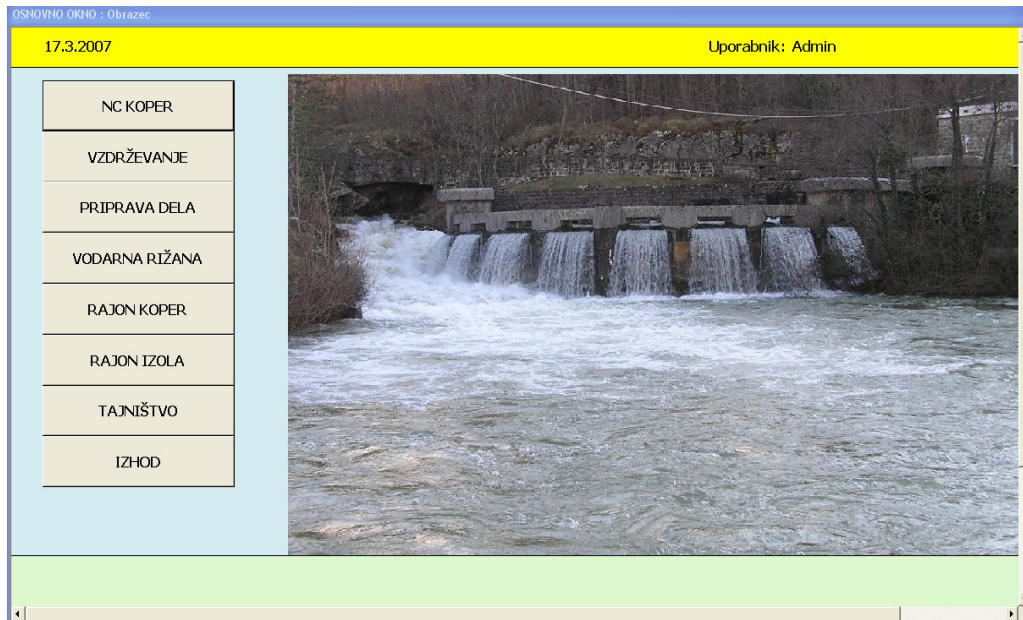 OSNOVNO OKNO : Obrazec
17.3.2007 Uporabnik: Admin
NC KOPER
VZDRŽEVANJE
PRIPRAVA DELA
VODARNA RIŽANA
RAJON KOPER
RAJON IZOLA
TAJNIŠTVO
IZHOD